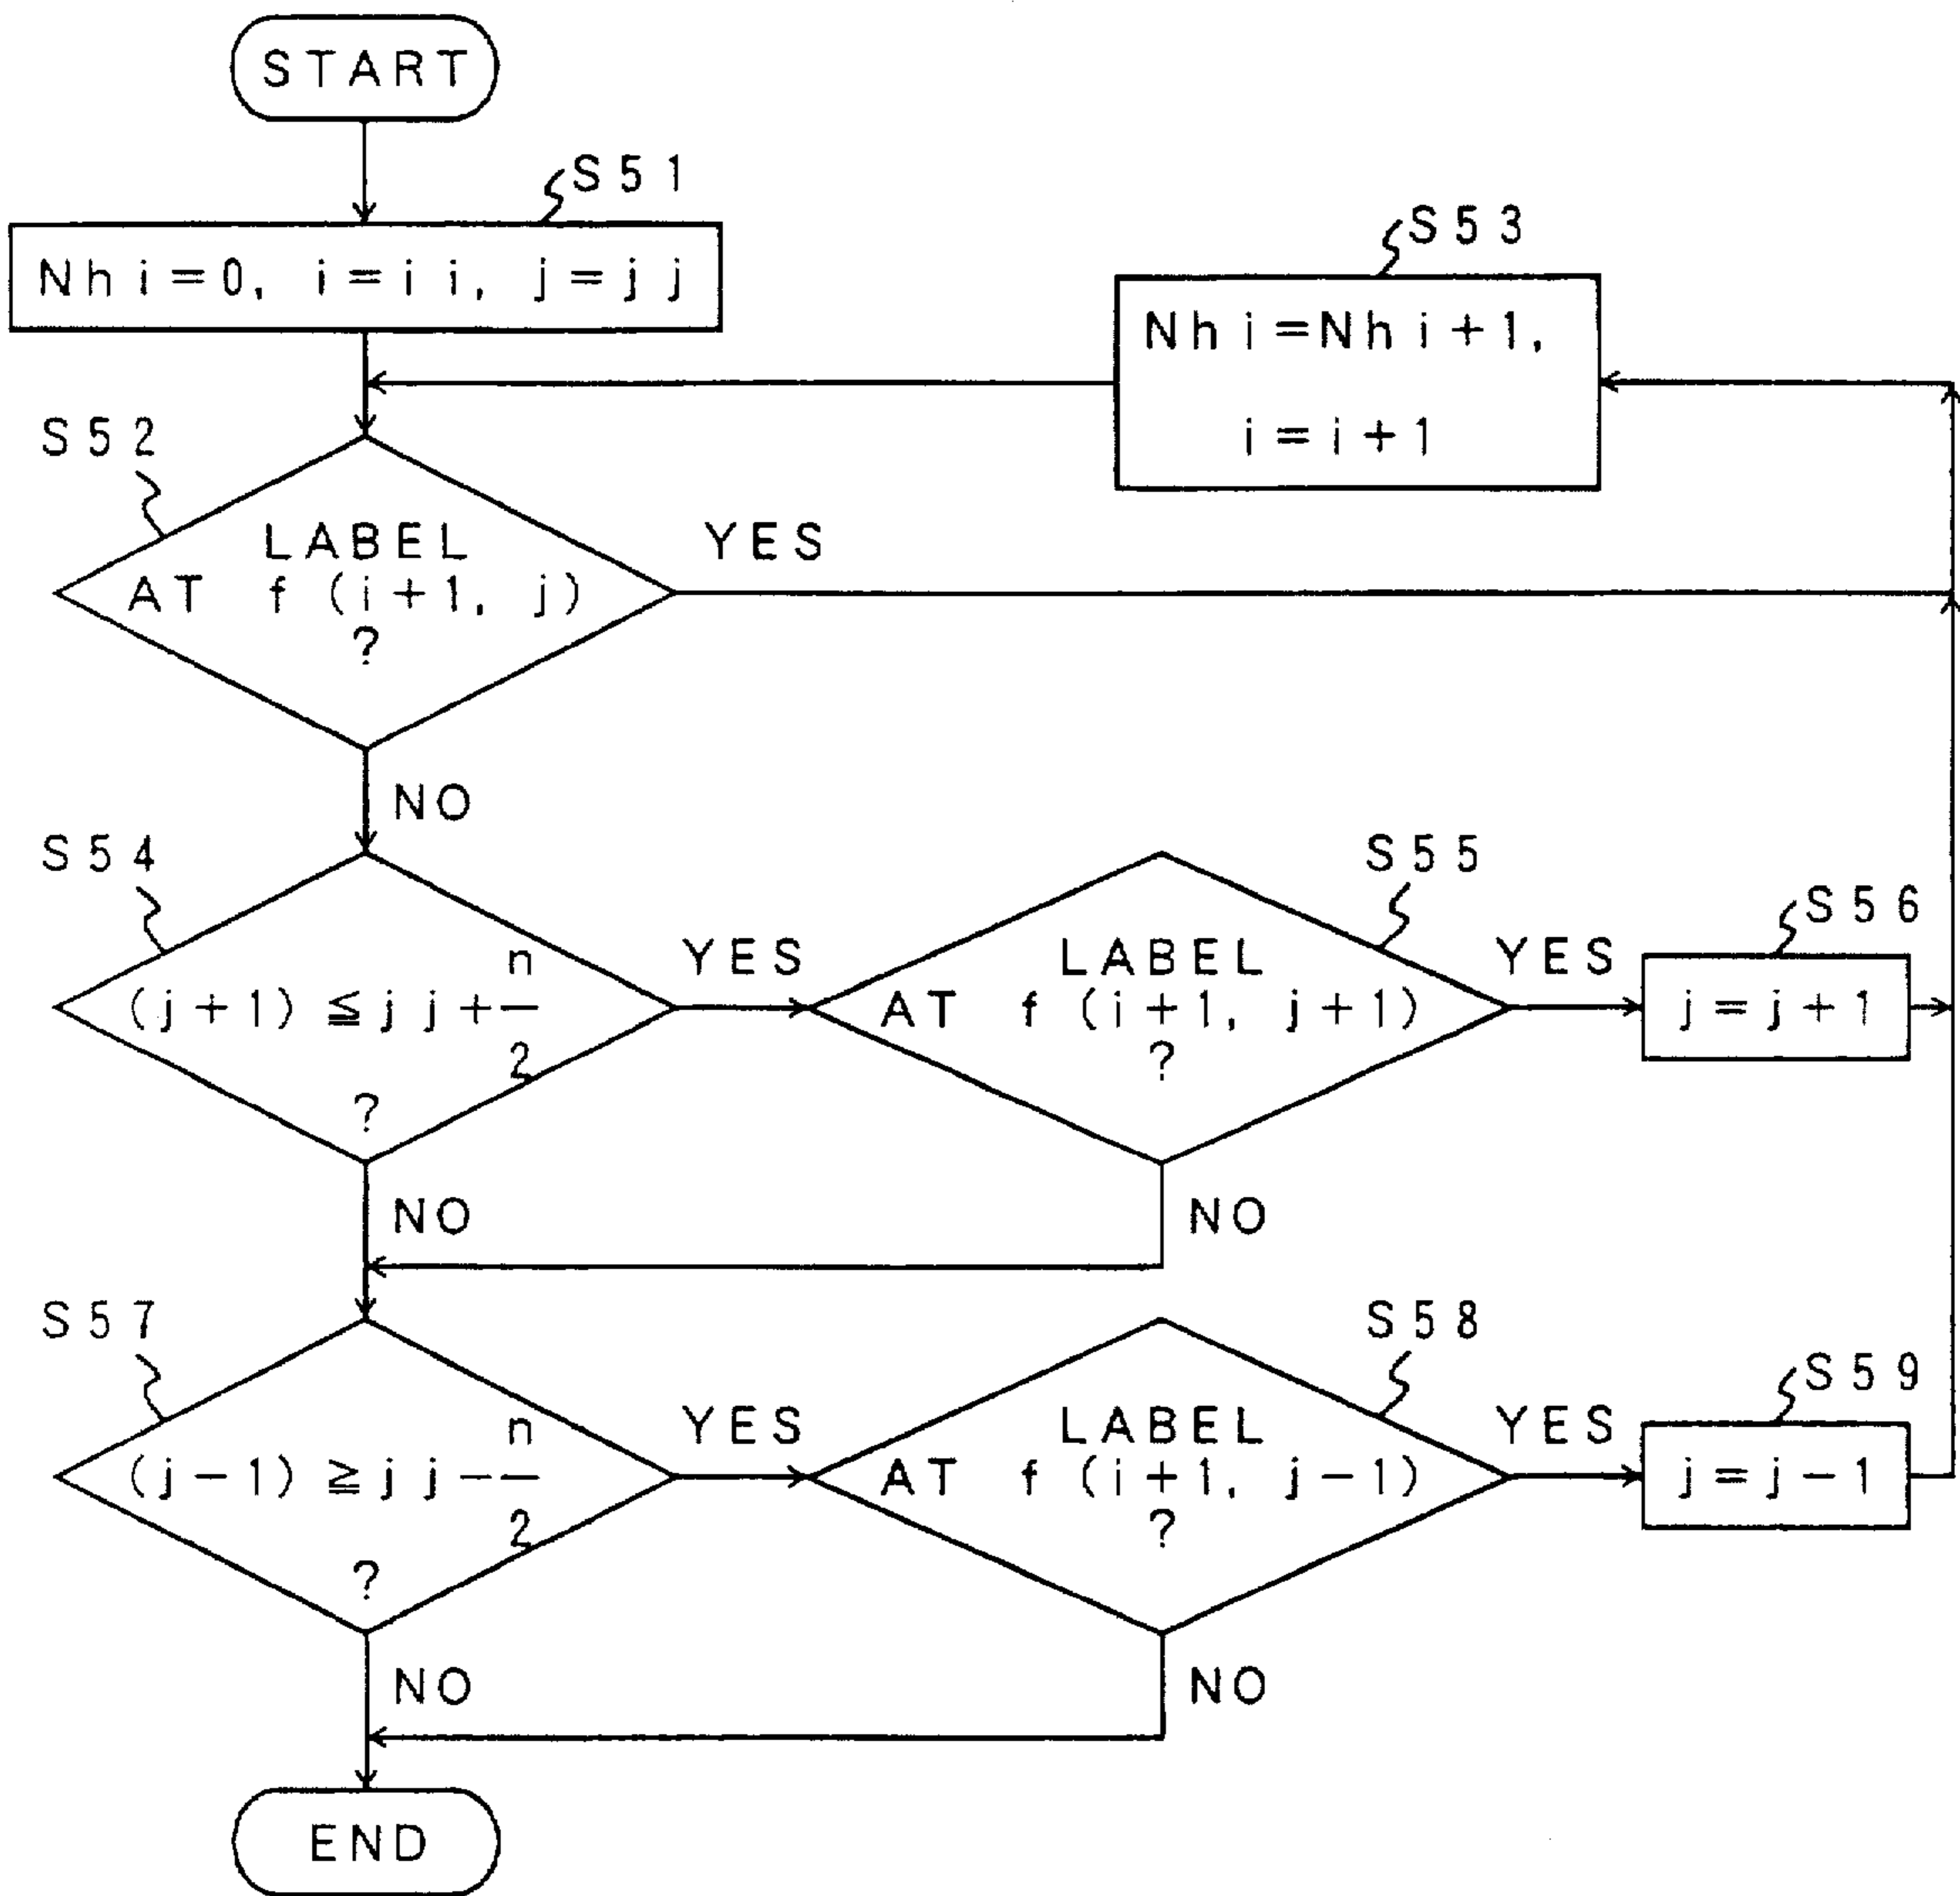 START
S51
Nhi=0, i=ii, j=jj
S53
Nhi=Nhi+1,
i=i+1
S52
LABEL
AT f(i+1, j)
?
YES
NO
S54
(j+1)≦jj+n/2
?
YES
S55
LABEL
AT f(i+1, j+1)
?
YES
S56
j=j+1
NO
NO
S57
(j-1)≧jj-n/2
?
YES
S58
LABEL
AT f(i+1, j-1)
?
YES
S59
j=j-1
NO
NO
END